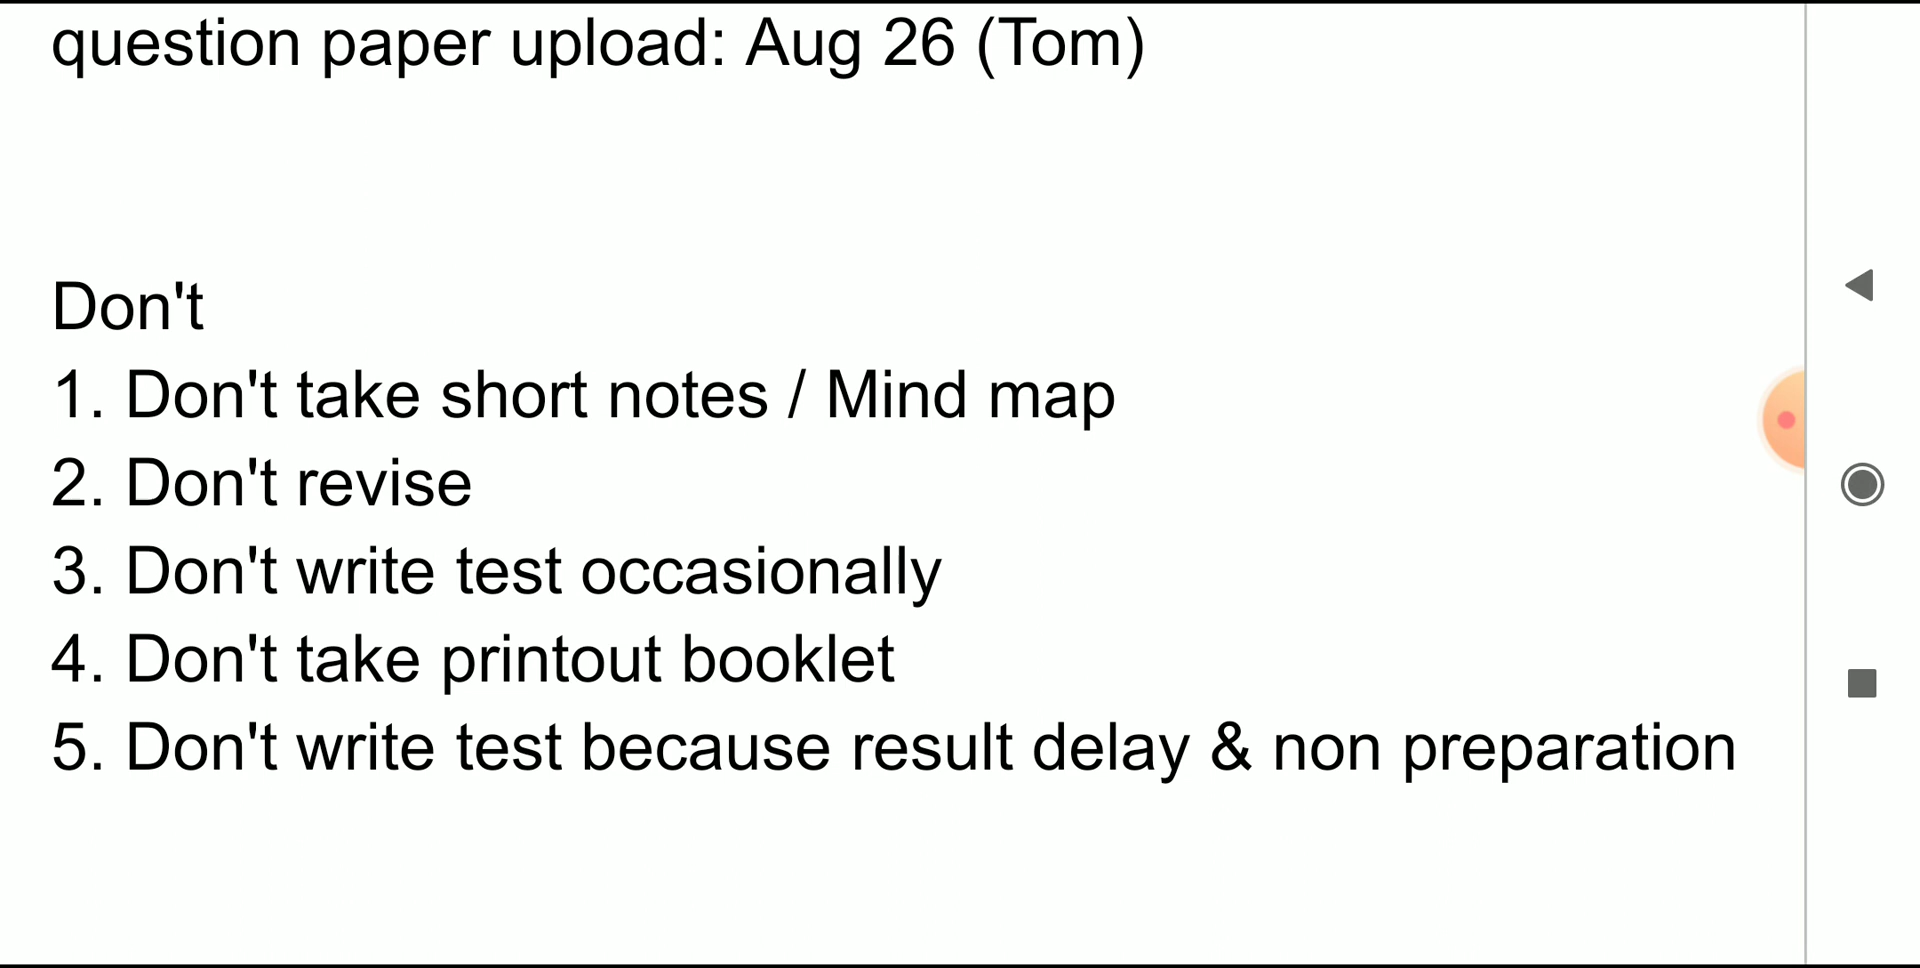 question paper upload: Aug 26 (Tom)
Don't
1. Don't take short notes / Mind map
2. Don't revise
3. Don't write test occasionally
4. Don't take printout booklet
5. Don't write test because result delay & non preparation